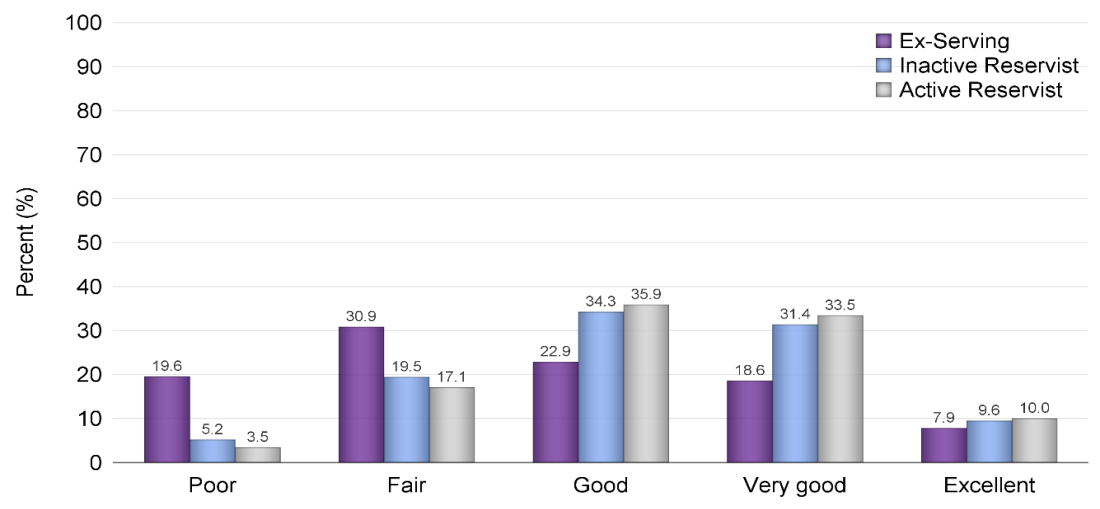 100
90
80
70
60
50
40
30
20
10
0
Percent (%)
Ex-Serving
Inactive Reservist
Active Reservist
19.6
5.2
3.5
30.9
19.5
17.1
22.9
34.3
35.9
18.6
31.4
33.5
7.9
9.6
10.0
Poor
Fair
Good
Very good
Excellent